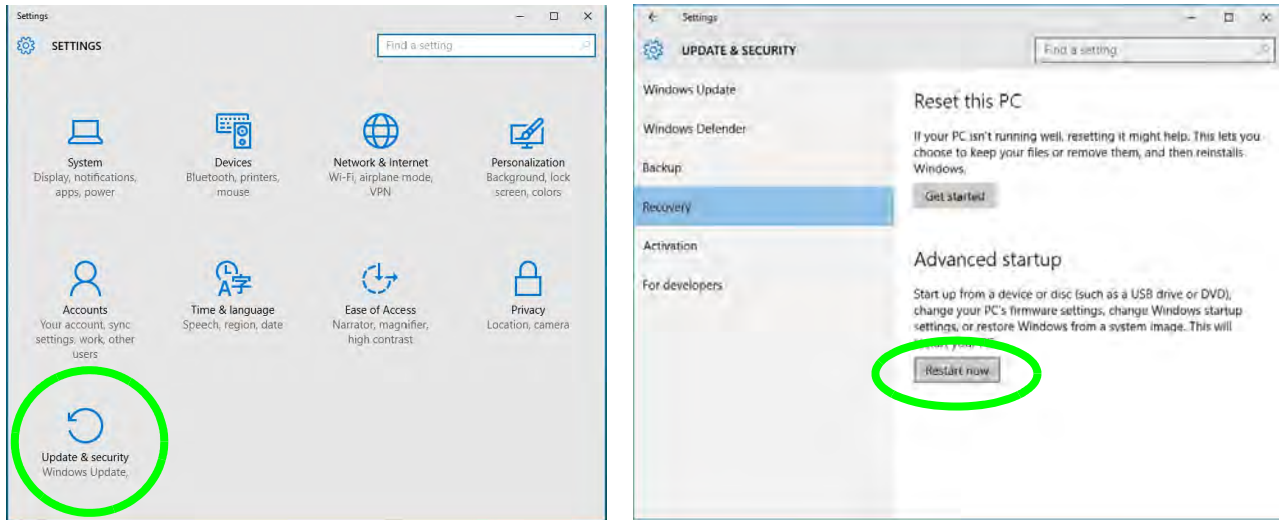 Settings
SETTINGS
Find a setting
System
Display, notifications,
apps, power
Devices
Bluetooth, printers,
mouse
Network & Internet
Wi-Fi, airplane mode,
VPN
Personalization
Background, lock
screen, colors
Accounts
Your account, sync
settings, work, other
users
Time & language
Speech, region, date
Ease of Access
Narrator, magnifier,
high contrast
Privacy
Location, camera
Update & security
Windows Update,
Settings
UPDATE & SECURITY
Find a setting
Windows Update
Windows Defender
Backup
Recovery
Activation
For developers
Reset this PC
If your PC isn't running well, resetting it might help. This lets you
choose to keep your files or remove them, and then reinstalls
Windows.
Get started
Advanced startup
Start up from a device or disc (such as a USB drive or DVD),
change your PC's firmware settings, change Windows startup
settings, or restore Windows from a system image. This will
Restart now